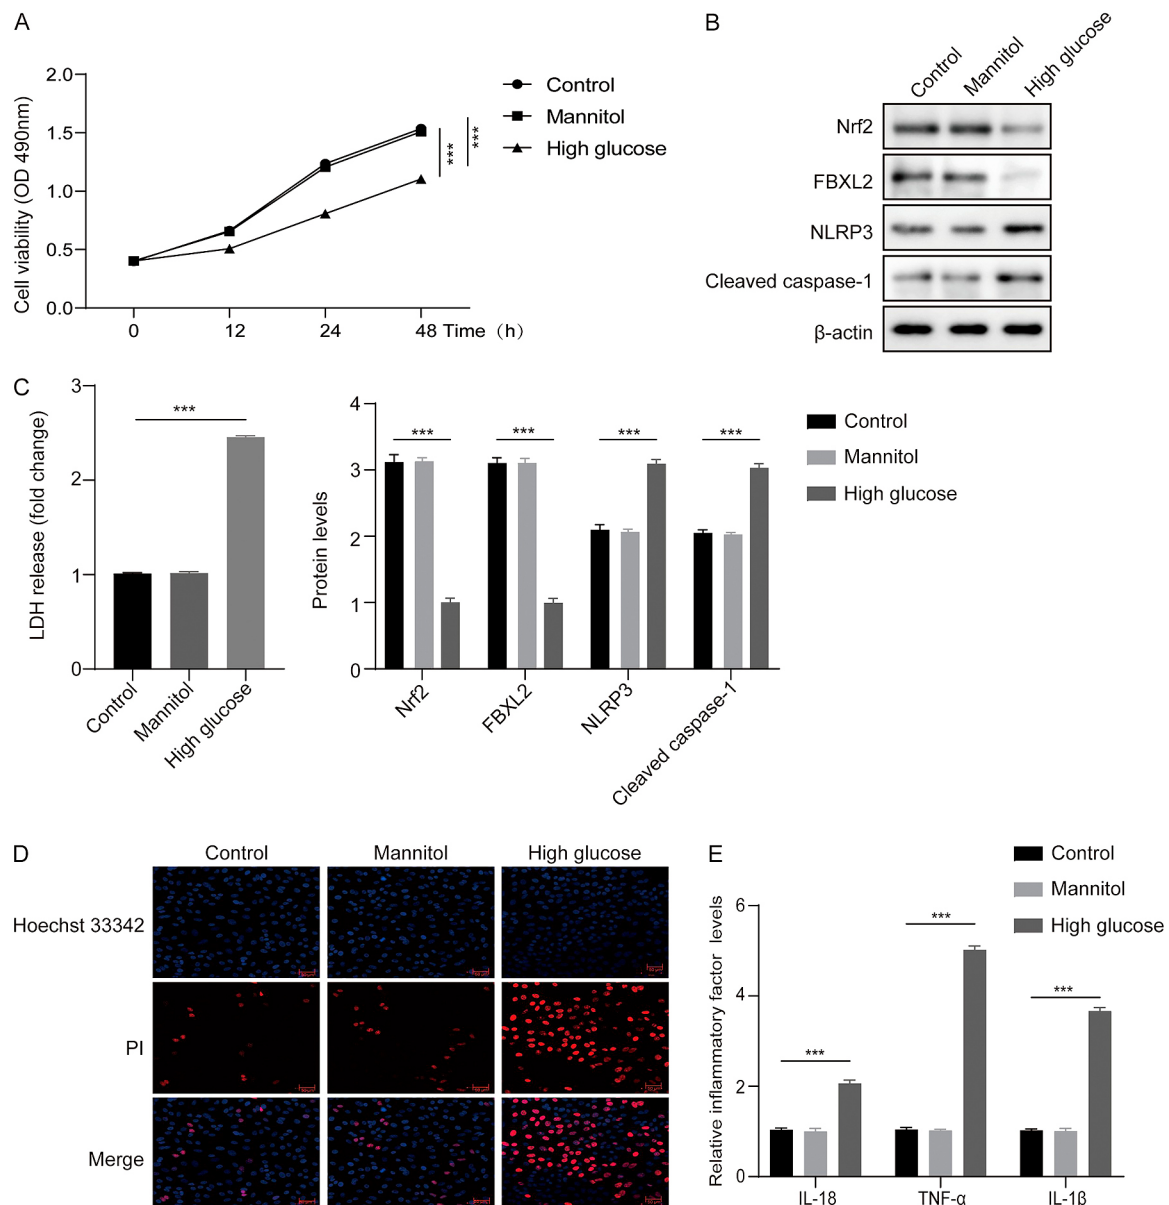 A
Cell viability (OD 490nm)
2.0
1.5
1.0
0.5
0.0
0 12 24 48 Time (h)
Control
Mannitol
High glucose
***
***
B
Control Mannitol High glucose
Nrf2
FBXL2
NLRP3
Cleaved caspase-1
β-actin
C
LDH release (fold change)
3
2
1
0
***
Control Mannitol High glucose
Protein levels
4
3
2
1
0
*** *** *** ***
Nrf2 FBXL2 NLRP3 Cleaved caspase-1
Control
Mannitol
High glucose
D
Control Mannitol High glucose
Hoechst 33342
PI
Merge
E
Relative inflammatory factor levels
6
4
2
0
*** *** ***
IL-18 TNF-α IL-1ß
Control
Mannitol
High glucose